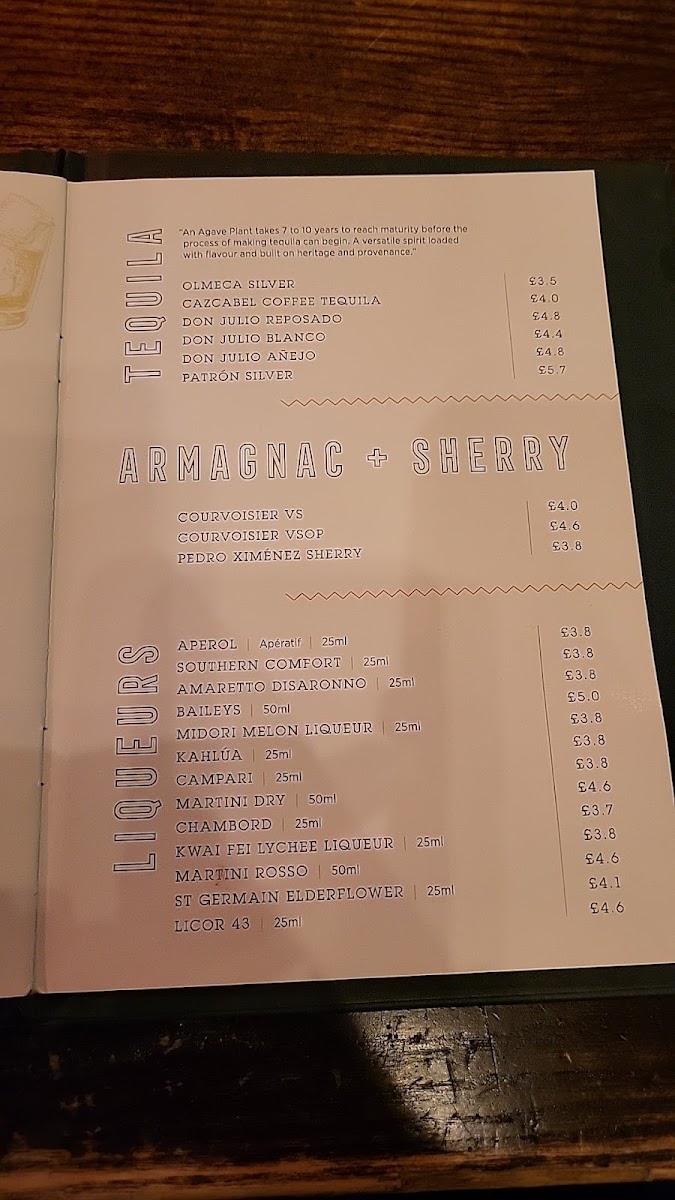 TEQUILA
"An Agave Plant takes 7 to 10 years to reach maturity before the
process of making tequila can begin. A versatile spirit loaded
with flavour and built on heritage and provenance."
OLMECA SILVER £3.5
CAZCABEL COFFEE TEQUILA £4.0
DON JULIO REPOSADO £4.8
DON JULIO BLANCO £4.4
DON JULIO AÑEJO £4.8
PATRÓN SILVER £5.7
ARMAGNAC + SHERRY
COURVOISIER VS £4.0
COURVOISIER VSOP £4.6
PEDRO XIMÉNEZ SHERRY £3.8
LIQUEURS
APEROL | Apératif | 25ml £3.8
SOUTHERN COMFORT | 25ml £3.8
AMARETTO DISARONNO | 25ml £3.8
BAILEYS | 50ml £5.0
MIDORI MELON LIQUEUR | 25ml £3.8
KAHLÚA | 25ml £3.8
CAMPARI | 25ml £3.8
MARTINI DRY | 50ml £4.6
CHAMBORD | 25ml £3.7
KWAI FEI LYCHEE LIQUEUR | 25ml £3.8
MARTINI ROSSO | 50ml £4.6
ST GERMAIN ELDERFLOWER | 25ml £4.1
LICOR 43 | 25ml £4.6